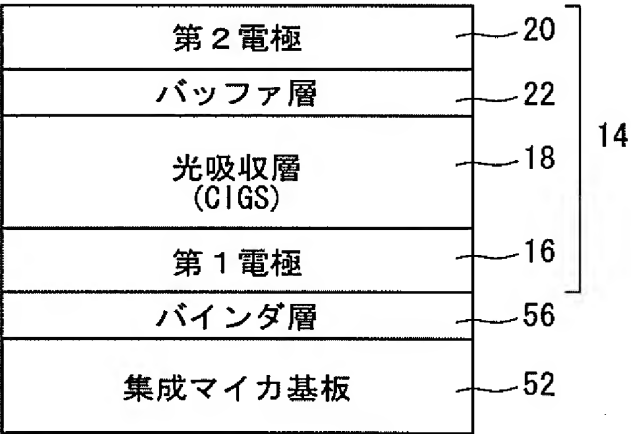 第２電極
20
バッファ層
22
14
光吸収層
(CIGS)
18
第１電極
16
バインダ層
56
集成マイカ基板
52